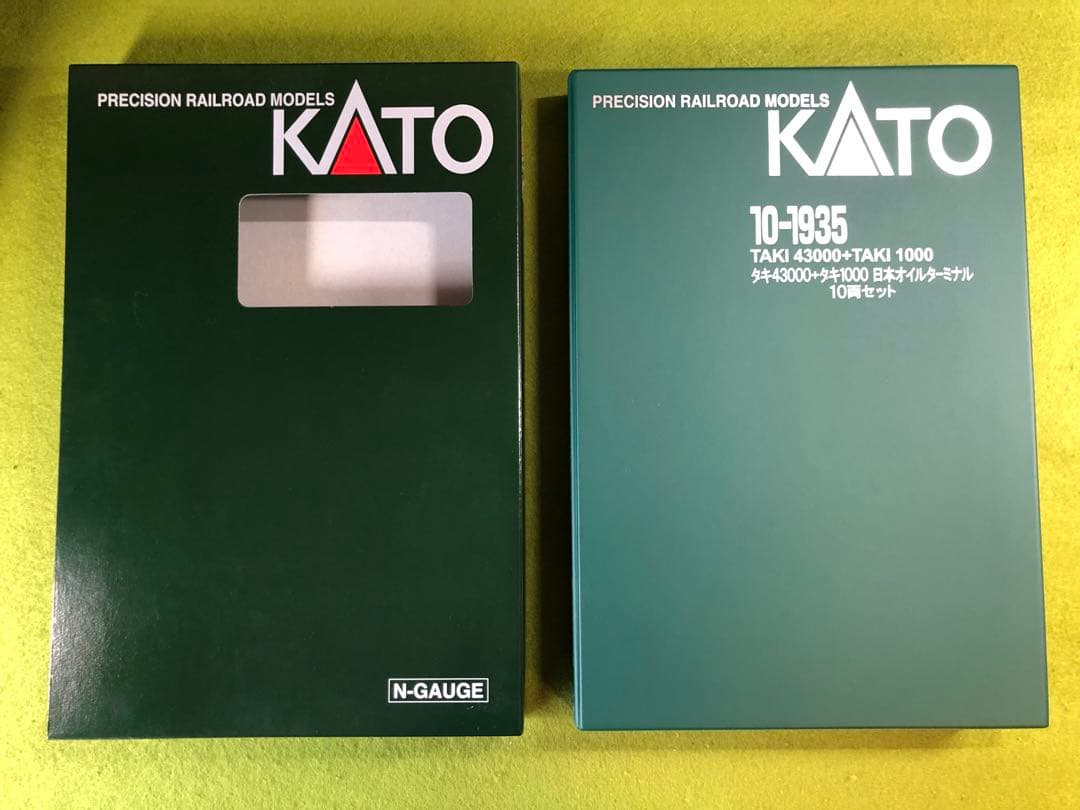 PRECISION RAILROAD MODELS
KATO
N-GAUGE
PRECISION RAILROAD MODELS
KATO
10-1935
TAKI 43000+TAKI 1000
タキ43000+タキ1000 日本オイルターミナル
10両セット